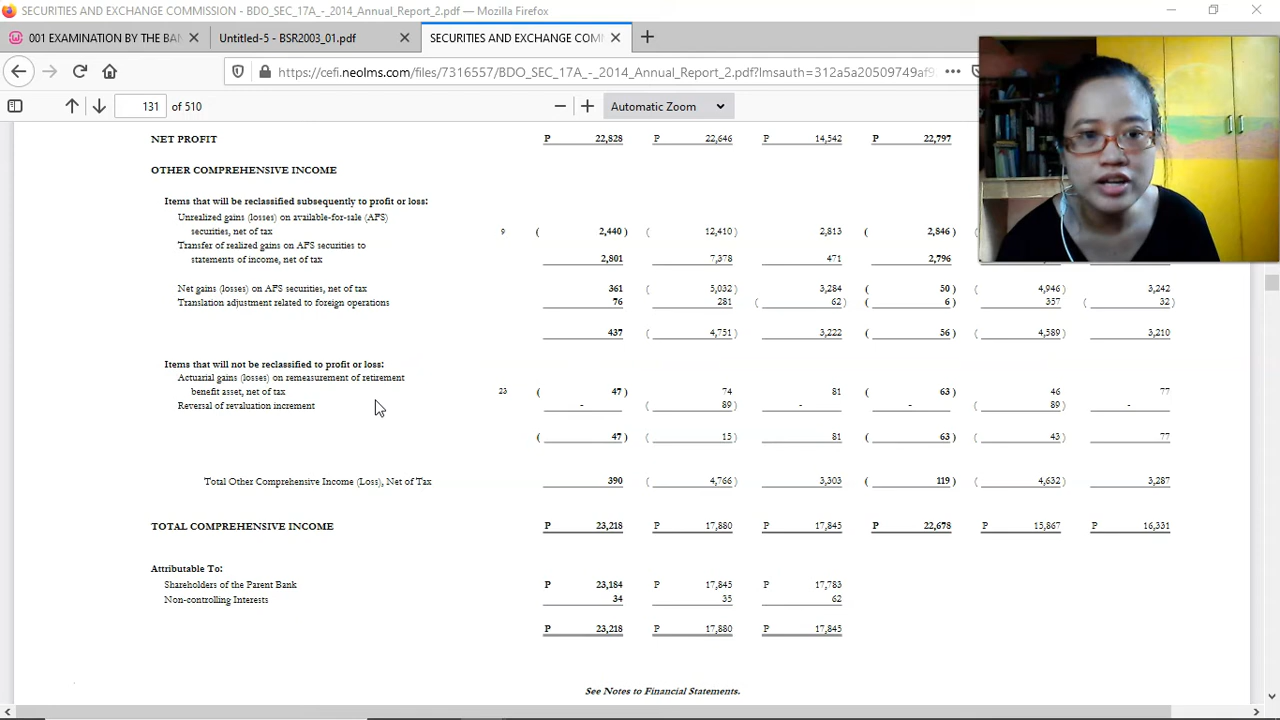 SECURITIES AND EXCHANGE COMMISSION - BDO_SEC_17A_-_2014_Annual_Report_2.pdf — Mozilla Firefox
001 EXAMINATION BY THE BAN
Untitled-5 - BSR2003_01.pdf
SECURITIES AND EXCHANGE COMM
https://cefi.neolms.com/files/7316557/BDO_SEC_17A_-_2014_Annual_Report_2.pdf?lmsauth=312a5a20509749af9
131 of 510
Automatic Zoom
NET PROFIT P 22,828 P 22,646 P 14,542 P 22,797
OTHER COMPREHENSIVE INCOME
Items that will be reclassified subsequently to profit or loss:
Unrealized gains (losses) on available-for-sale (AFS)
securities, net of tax 9 ( 2,440 ) ( 12,410 ) 2,813 ( 2,846 )
Transfer of realized gains on AFS securities to
statements of income, net of tax 2,801 7,378 471 2,796
Net gains (losses) on AFS securities, net of tax 361 ( 5,032 ) 3,284 ( 50 ) ( 4,946 ) 3,242
Translation adjustment related to foreign operations 76 281 ( 62 ) ( 6 ) 357 ( 32 )
437 ( 4,751 ) 3,222 ( 56 ) ( 4,589 ) 3,210
Items that will not be reclassified to profit or loss:
Actuarial gains (losses) on remeasurement of retirement
benefit asset, net of tax 23 ( 47 ) 74 81 ( 63 ) 46 77
Reversal of revaluation increment - ( 89 ) - - ( 89 ) -
( 47 ) ( 15 ) 81 ( 63 ) ( 43 ) 77
Total Other Comprehensive Income (Loss), Net of Tax 390 ( 4,766 ) 3,303 ( 119 ) ( 4,632 ) 3,287
TOTAL COMPREHENSIVE INCOME P 23,218 P 17,880 P 17,845 P 22,678 P 15,867 P 16,331
Attributable To:
Shareholders of the Parent Bank P 23,184 P 17,845 P 17,783
Non-controlling Interests 34 35 62
P 23,218 P 17,880 P 17,845
See Notes to Financial Statements.